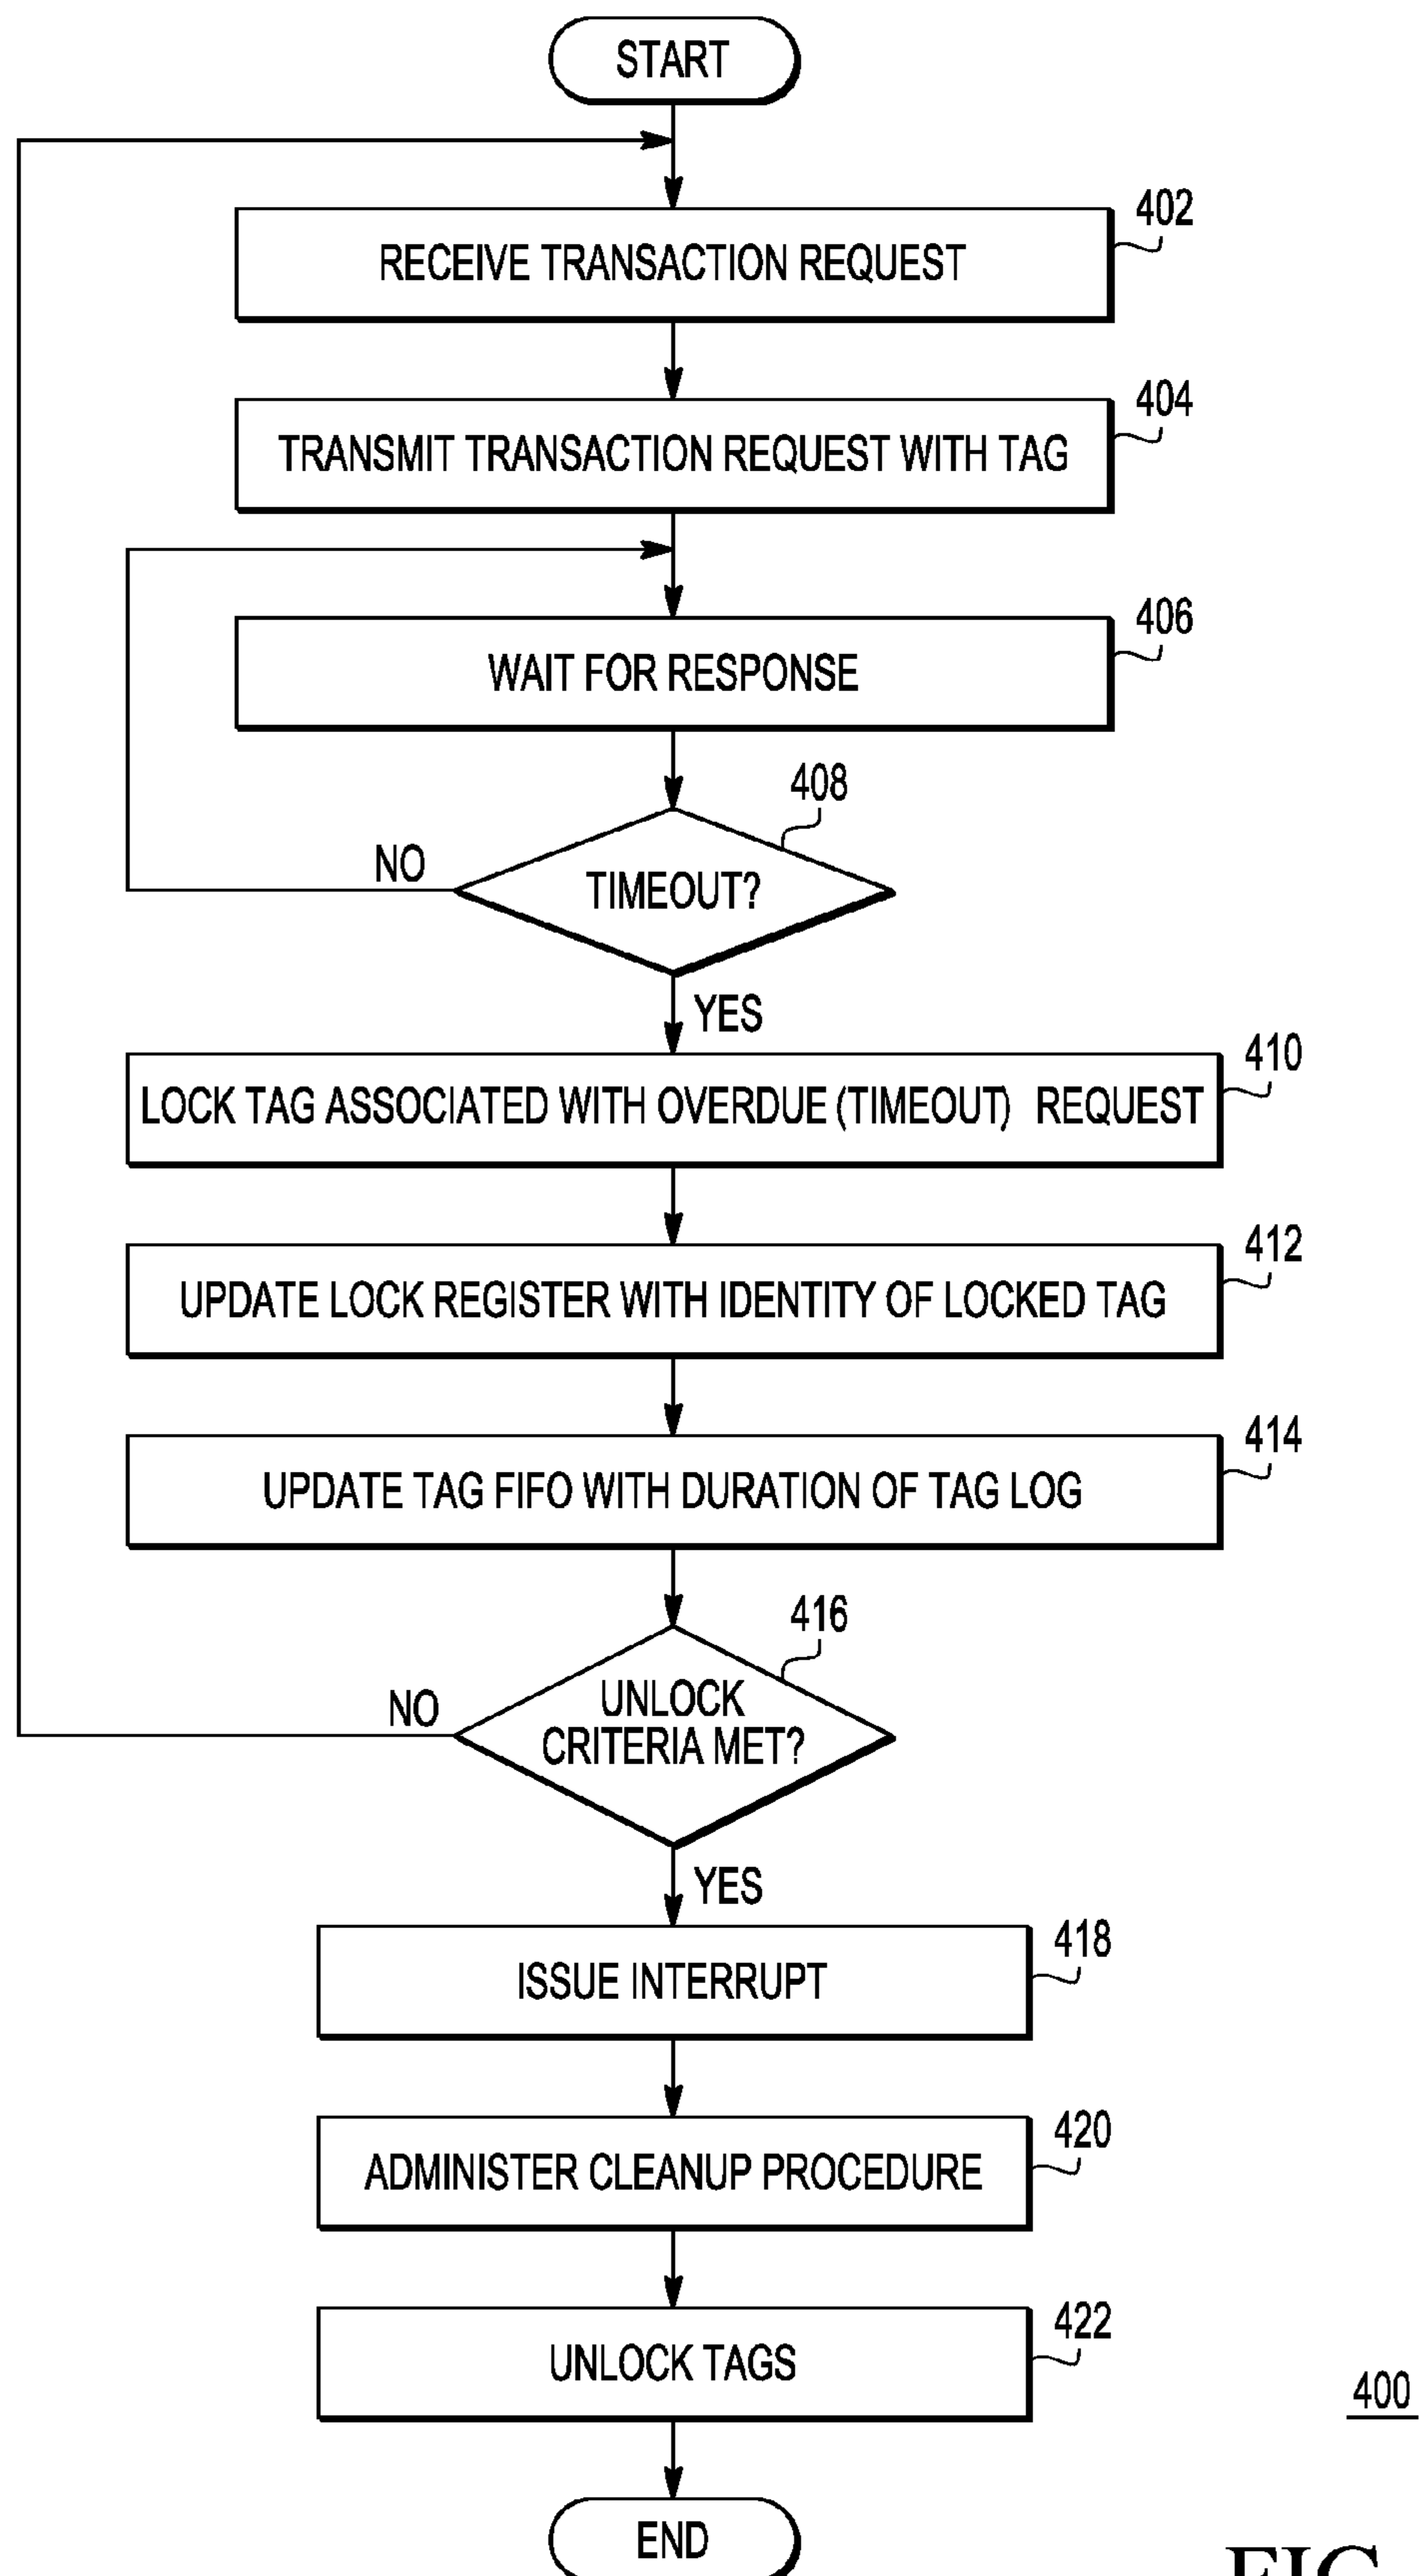 START
402
RECEIVE TRANSACTION REQUEST
404
TRANSMIT TRANSACTION REQUEST WITH TAG
406
WAIT FOR RESPONSE
408
NO
TIMEOUT?
YES
410
LOCK TAG ASSOCIATED WITH OVERDUE (TIMEOUT) REQUEST
412
UPDATE LOCK REGISTER WITH IDENTITY OF LOCKED TAG
414
UPDATE TAG FIFO WITH DURATION OF TAG LOG
416
NO
UNLOCK
CRITERIA MET?
YES
418
ISSUE INTERRUPT
420
ADMINISTER CLEANUP PROCEDURE
422
UNLOCK TAGS
400
END